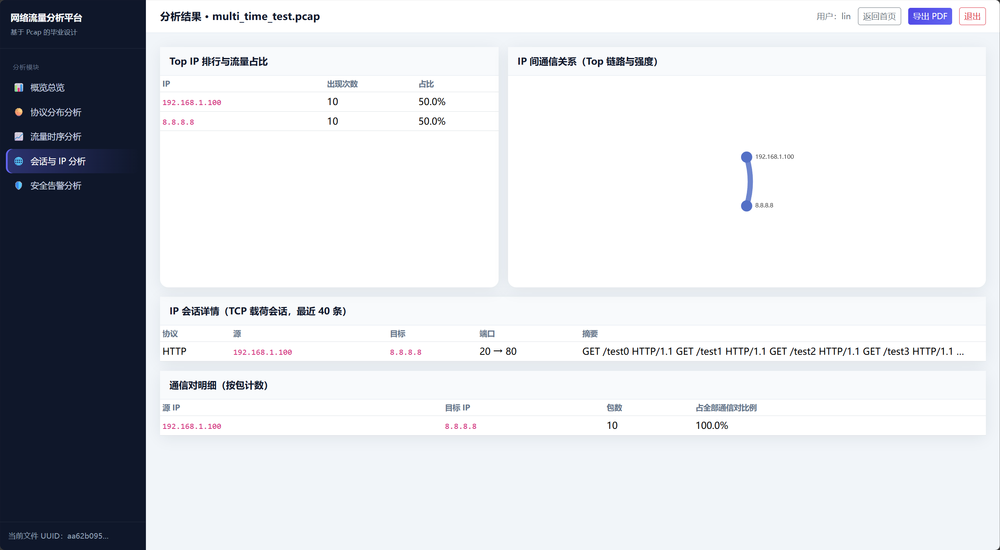 网络流量分析平台
基于 Pcap 的毕业设计
分析模块
概览总览
协议分布分析
流量时序分析
会话与 IP 分析
安全告警分析
当前文件 UUID：aa62b095...
分析结果 • multi_time_test.pcap
用户：lin
返回首页
导出 PDF
退出
Top IP 排行与流量占比
IP 出现次数 占比
192.168.1.100 10 50.0%
8.8.8.8 10 50.0%
IP 间通信关系（Top 链路与强度）
192.168.1.100
8.8.8.8
IP 会话详情（TCP 载荷会话，最近 40 条）
协议 源 目标 端口 摘要
HTTP 192.168.1.100 8.8.8.8 20 → 80 GET /test0 HTTP/1.1 GET /test1 HTTP/1.1 GET /test2 HTTP/1.1 GET /test3 HTTP/1.1 ...
通信对明细（按包计数）
源 IP 目标 IP 包数 占全部通信对比例
192.168.1.100 8.8.8.8 10 100.0%